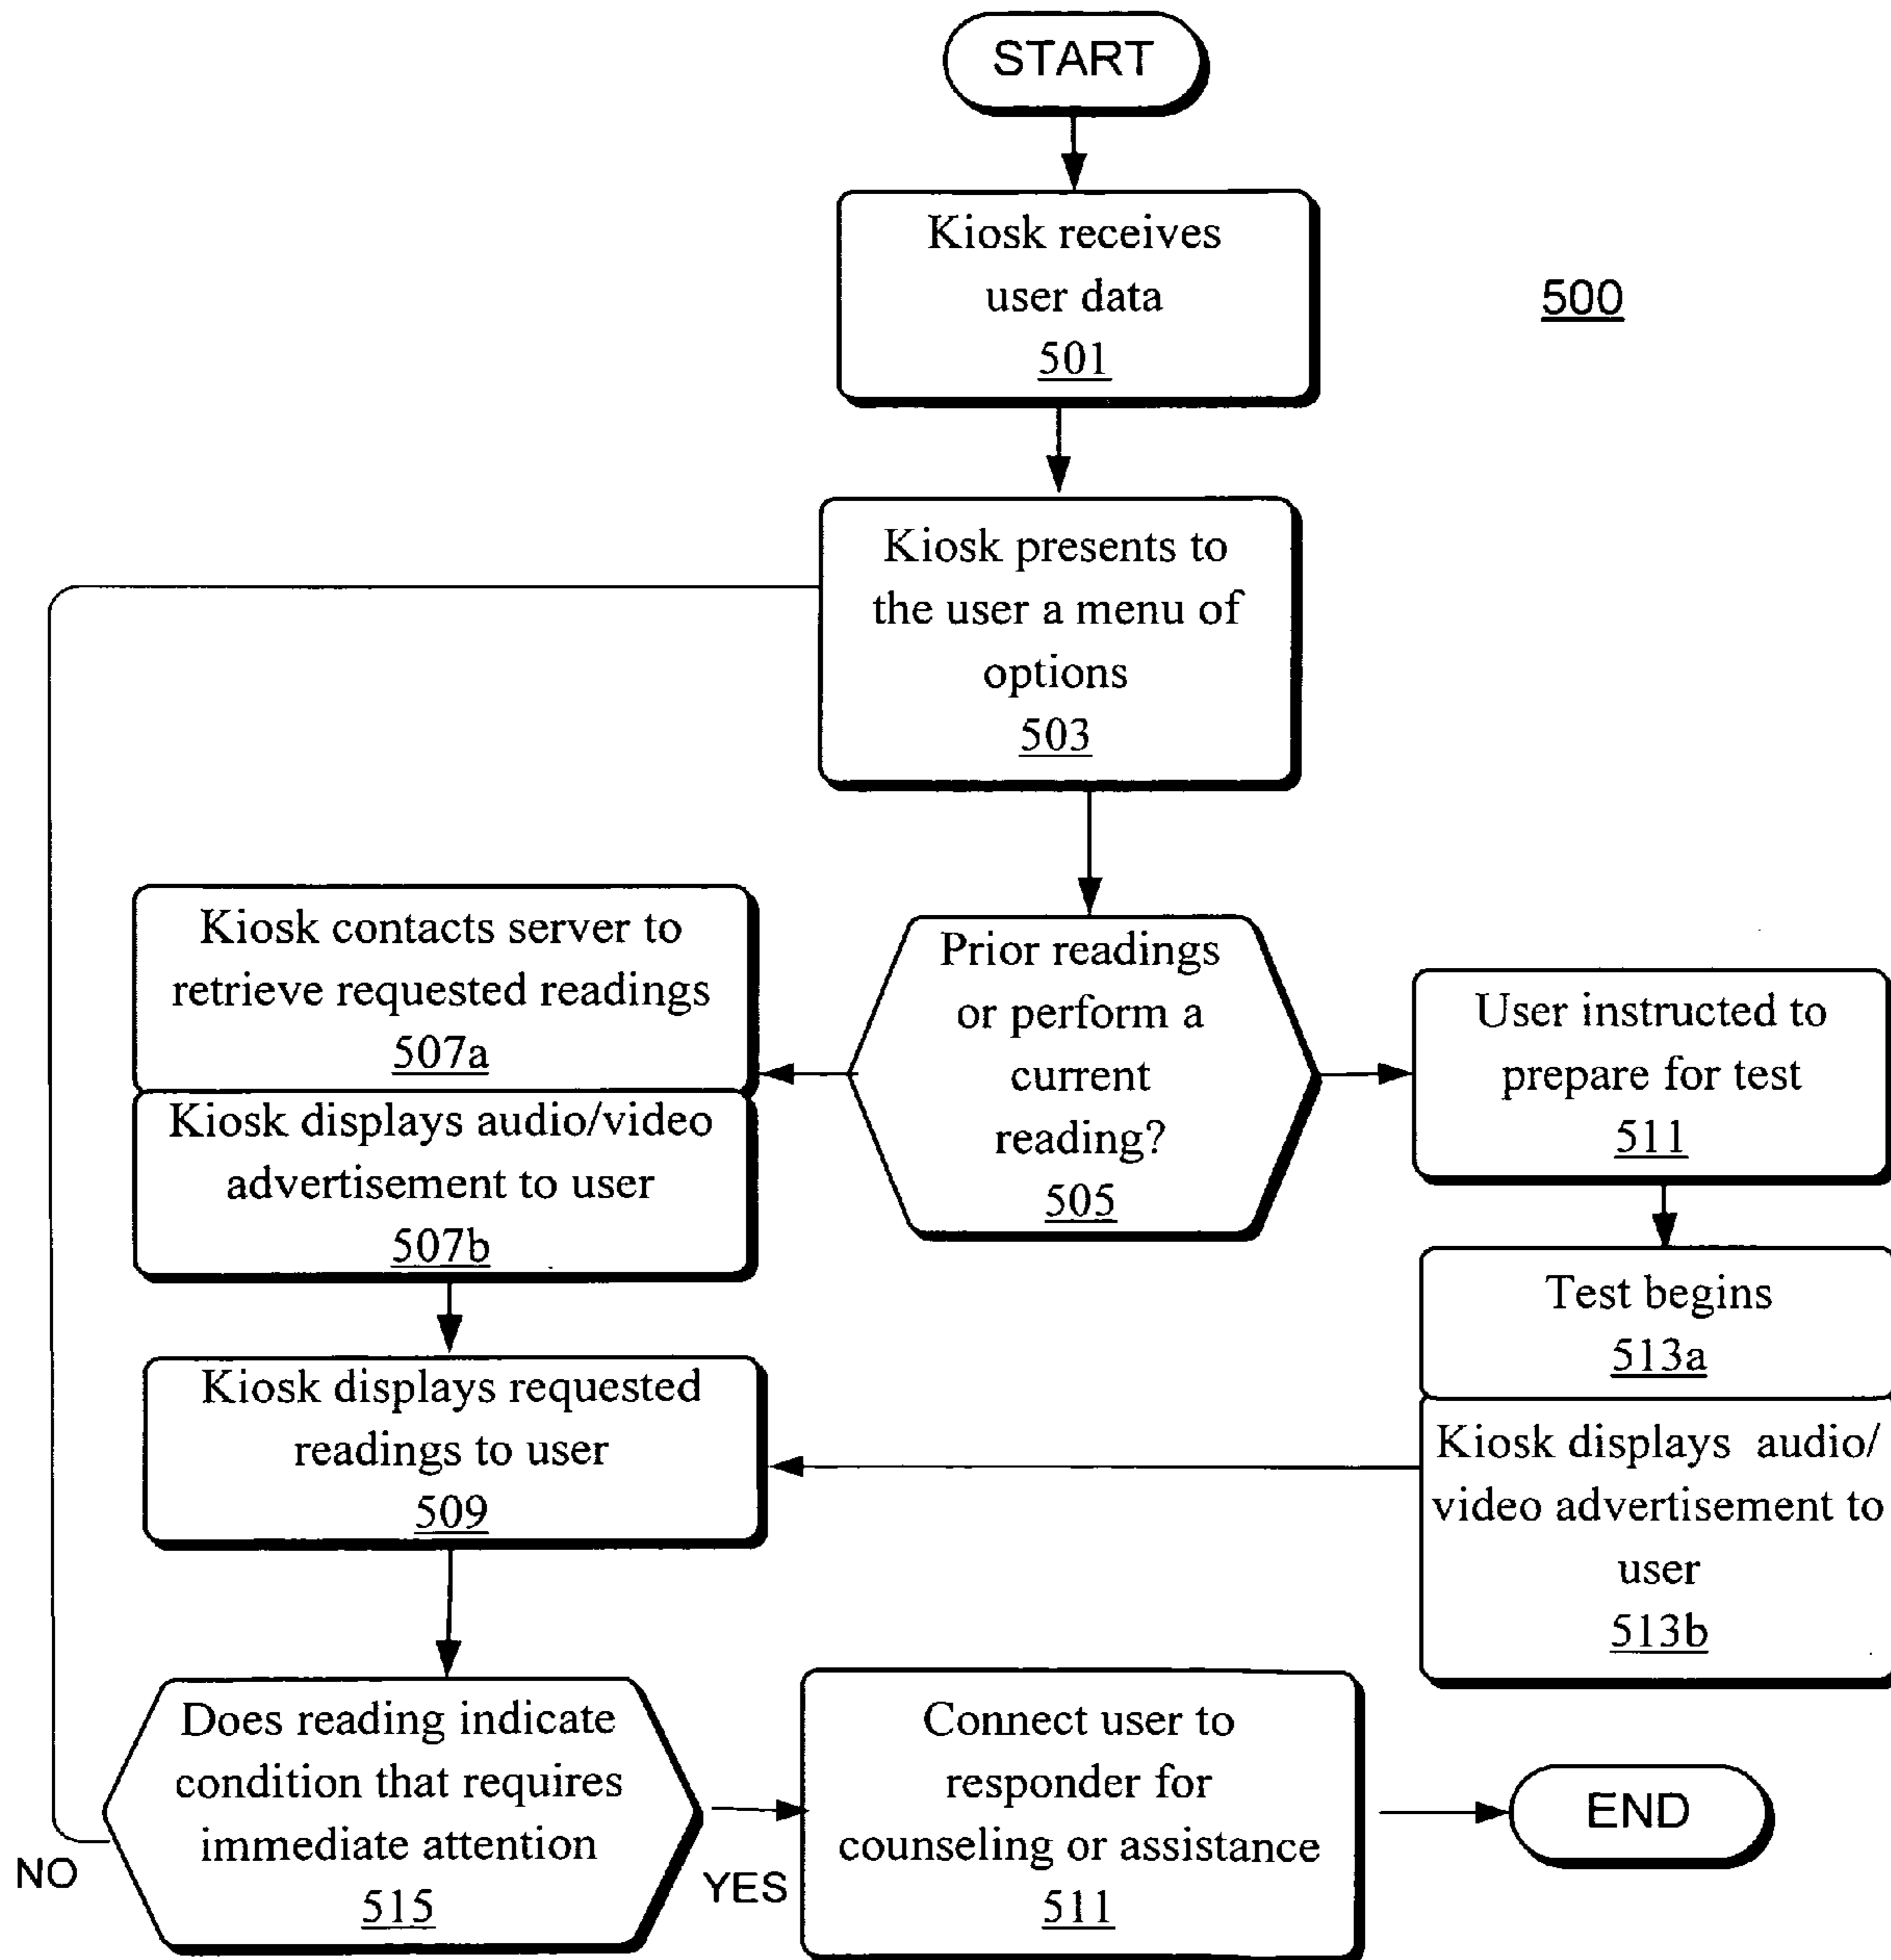 START
Kiosk receives
user data
501
500
Kiosk presents to
the user a menu of
options
503
Prior readings
or perform a
current
reading?
505
Kiosk contacts server to
retrieve requested readings
507a
Kiosk displays audio/video
advertisement to user
507b
User instructed to
prepare for test
511
Test begins
513a
Kiosk displays audio/
video advertisement to
user
513b
Kiosk displays requested
readings to user
509
Does reading indicate
condition that requires
immediate attention
515
NO
YES
Connect user to
responder for
counseling or assistance
511
END